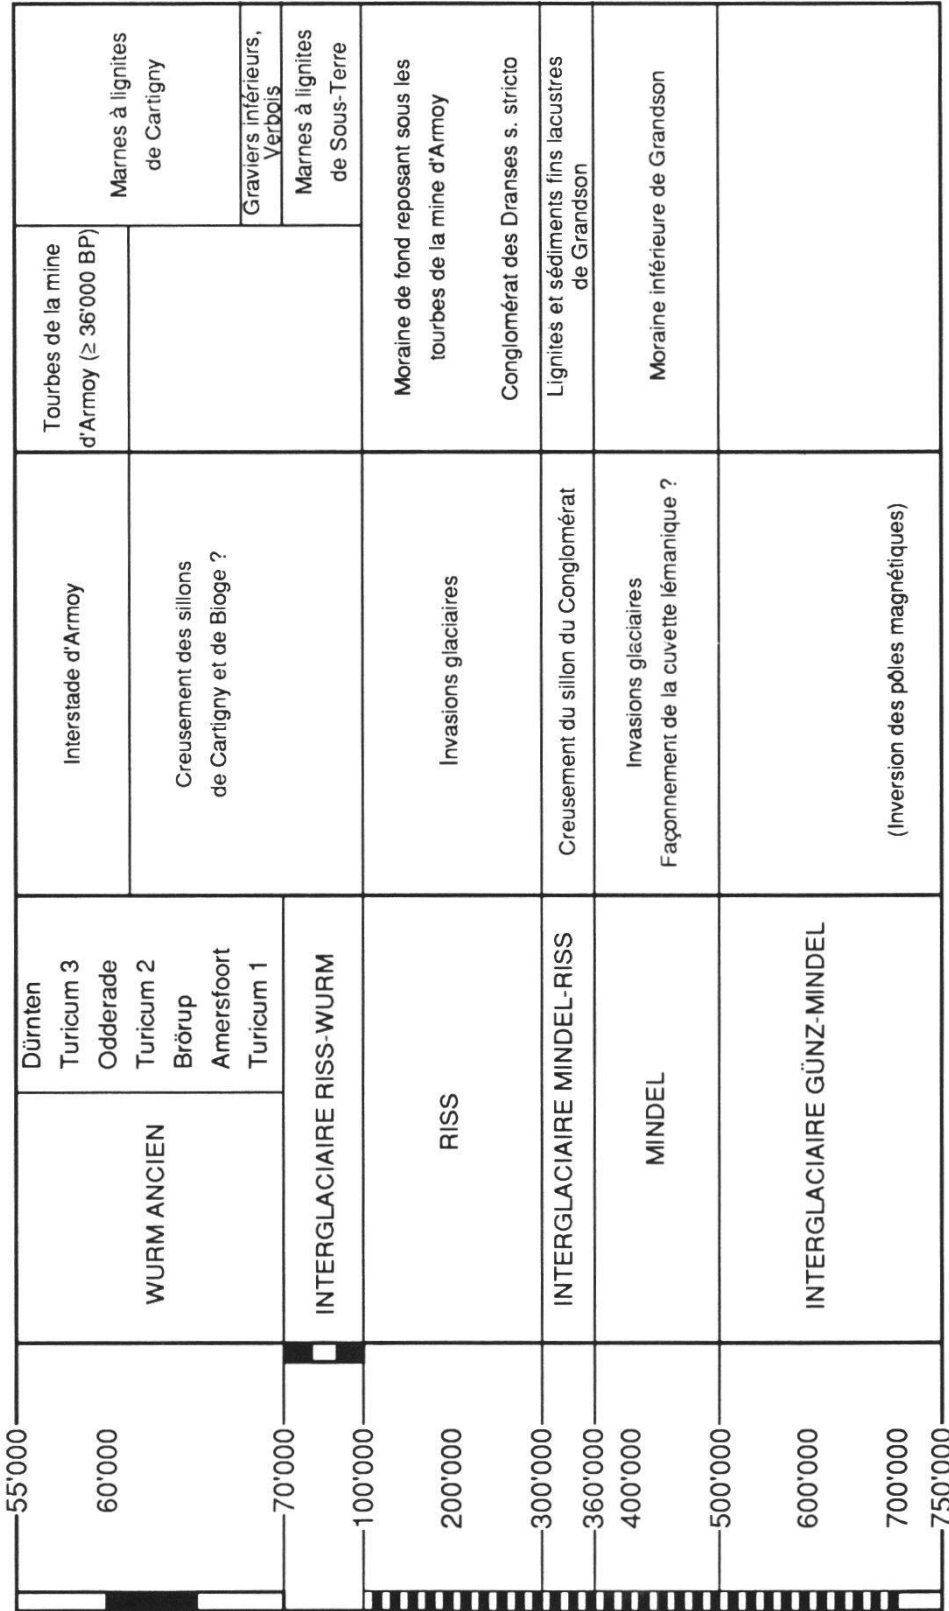 55'000
60'000
70'000
100'000
200'000
300'000
360'000
400'000
500'000
600'000
700'000
750'000
WURM ANCIEN
Dürnten
Turicum 3
Odderade
Turicum 2
Brörup
Amersfoort
Turicum 1
INTERGLACIAIRE RISS-WURM
RISS
INTERGLACIAIRE MINDEL-RISS
MINDEL
INTERGLACIAIRE GÜNZ-MINDEL
Interstade d'Armoy
Creusement des sillons
de Cartigny et de Bioge ?
Invasions glaciaires
Creusement du sillon du Conglomérat
Invasions glaciaires
Façonnement de la cuvette lémanique ?
(Inversion des pôles magnétiques)
Tourbes de la mine
d'Armoy (≥ 36'000 BP)
Marnes à lignites
de Cartigny
Graviers inférieurs,
Verbois
Marnes à lignites
de Sous-Terre
Moraine de fond reposant sous les
tourbes de la mine d'Armoy
Conglomérat des Dranses s. stricto
Lignites et sédiments fins lacustres
de Grandson
Moraine inférieure de Grandson